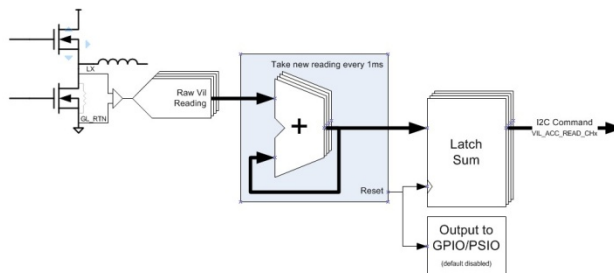 Take new reading every 1ms
LX
Raw Vil
Reading
GL_RTN
+
Latch
Sum
I2C Command
VIL_ACC_READ_CHx
Reset
Output to
GPIO/PSIO
(default disabled)